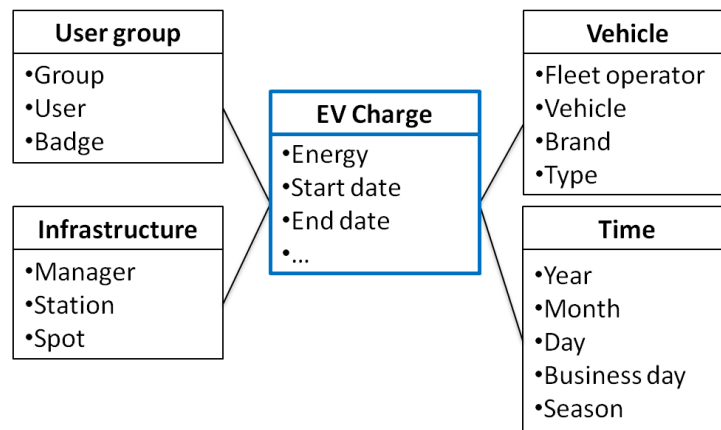 User group
•Group
•User
•Badge
Infrastructure
•Manager
•Station
•Spot
EV Charge
•Energy
•Start date
•End date
•...
Vehicle
•Fleet operator
•Vehicle
•Brand
•Type
Time
•Year
•Month
•Day
•Business day
•Season